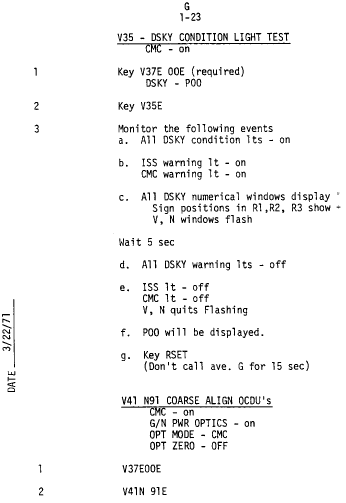 G
1-23
V35 - DSKY CONDITION LIGHT TEST
CMC - on
1 Key V37E 00E (required)
DSKY - P00
2 Key V35E
3 Monitor the following events
a. All DSKY condition lts - on
b. ISS warning lt - on
CMC warning lt - on
c. All DSKY numerical windows display
Sign positions in R1,R2, R3 show +
V, N windows flash
Wait 5 sec
d. All DSKY warning lts - off
e. ISS lt - off
CMC lt - off
V, N quits Flashing
f. P00 will be displayed.
g. Key RSET
(Don't call ave. G for 15 sec)
V41 N91 COARSE ALIGN OCDU's
CMC - on
G/N PWR OPTICS - on
OPT MODE - CMC
OPT ZERO - OFF
1 V37E00E
2 V41N 91E
DATE 3/22/71